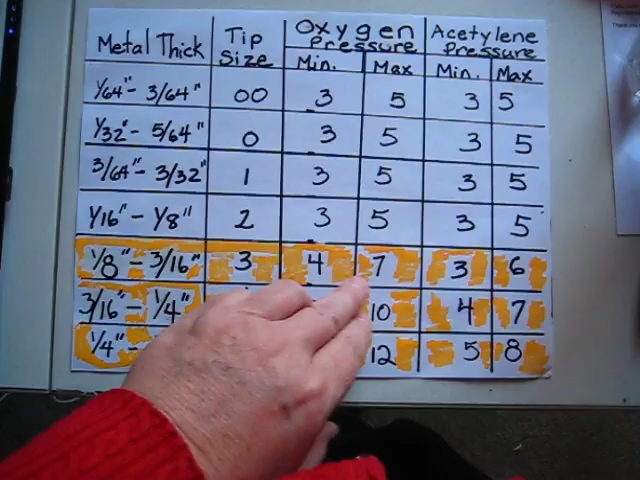 Metal Thick Tip Size Oxygen Pressure Min. Max Acetylene Pressure Min. Max
1/64" - 3/64" 00 3 5 3 5
1/32" - 5/64" 0 3 5 3 5
3/64" - 3/32" 1 3 5 3 5
1/16" - 1/8" 2 3 5 3 5
1/8" - 3/16" 3 4 7 3 6
3/16" - 1/4" 10 4 7
1/4" - 12 5 8